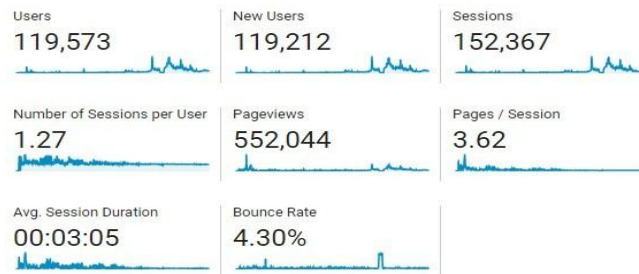 Users
119,573
New Users
119,212
Sessions
152,367
Number of Sessions per User
1.27
Pageviews
552,044
Pages / Session
3.62
Avg. Session Duration
00:03:05
Bounce Rate
4.30%